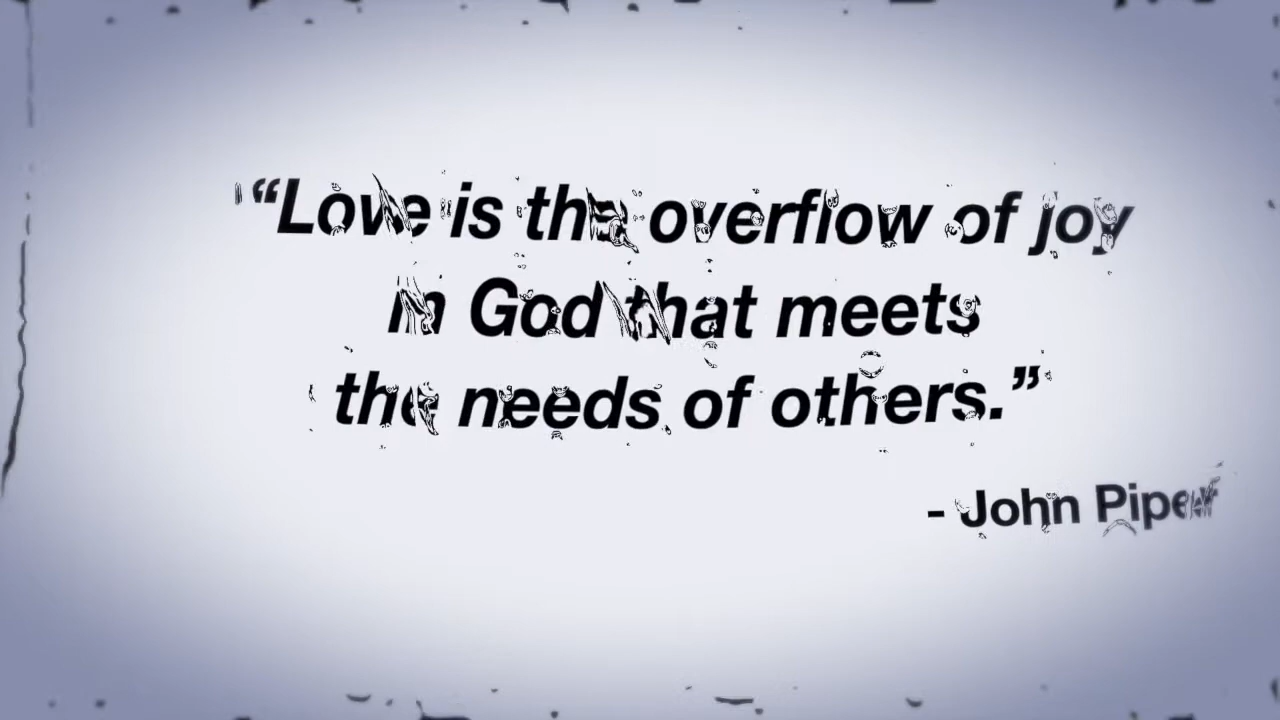 “Love is the overflow of joy
in God that meets
the needs of others.”
- John Piper